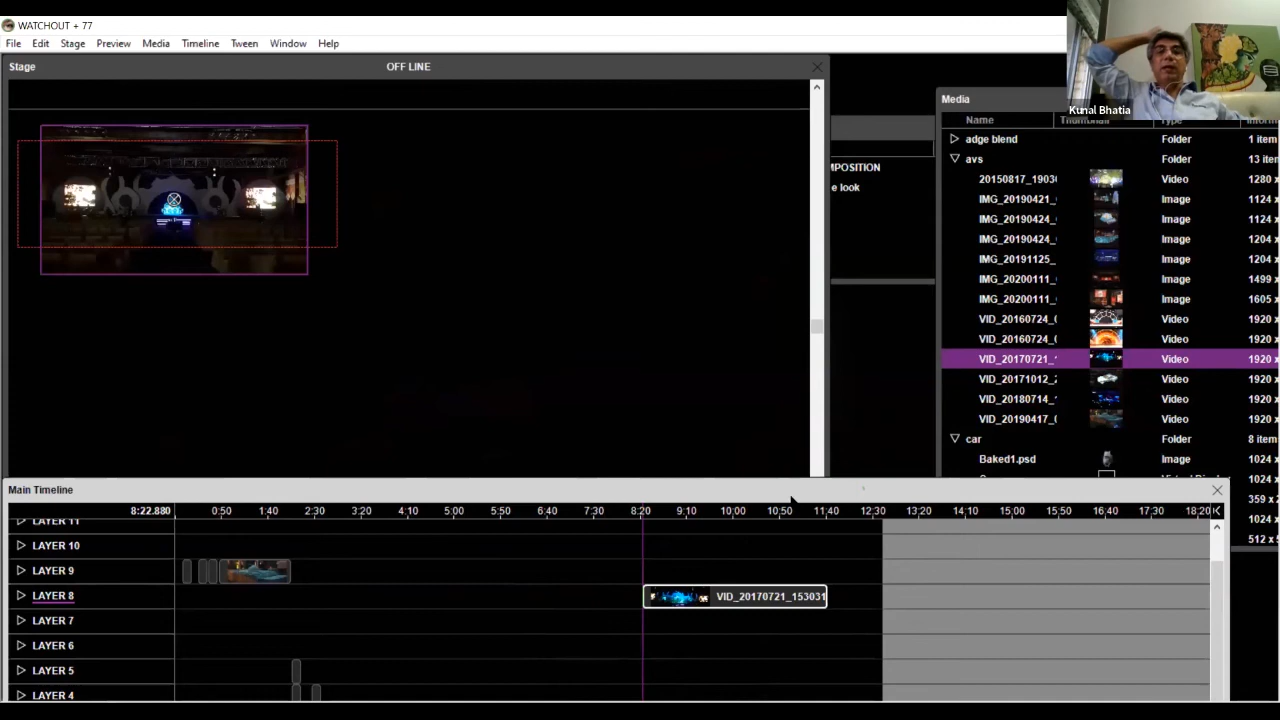 WATCHOUT + 77
File Edit Stage Preview Media Timeline Tween Window Help
Stage OFF LINE
Kunal Bhatia
Media
Name Type
adge blend Folder 1 item
avs Folder 13 item
MPOSITION
e look
20150817_1903 Video 1280 x
IMG_20190421_ Image 1124
IMG_20190424_ Image 1124
IMG_20190424_ Image 1204
IMG_20191125_ Image 1204
IMG_20200111_ Image 1499
IMG_20200111_ Image 1605
VID_20160724_0 Video 1920
VID_20160724_0 Video 1920
VID_20170721_1 Video 1920 x
VID_20171012_2 Video 1920 x
VID_20180714_1 Video 1920 x
VID_20190417_0 Video 1920 x
car Folder 8 item
Baked1.psd Image 1024
1024
359
1024
512 x 5
Main Timeline
8:22.880 0:50 1:40 2:30 3:20 4:10 5:00 5:50 6:40 7:30 8:20 9:10 10:00 10:50 11:40 12:30 13:20 14:10 15:00 15:50 16:40 17:30 18:20
LAYER 11
LAYER 10
LAYER 9
LAYER 8 VID_20170721_153031
LAYER 7
LAYER 6
LAYER 5
LAYER 4